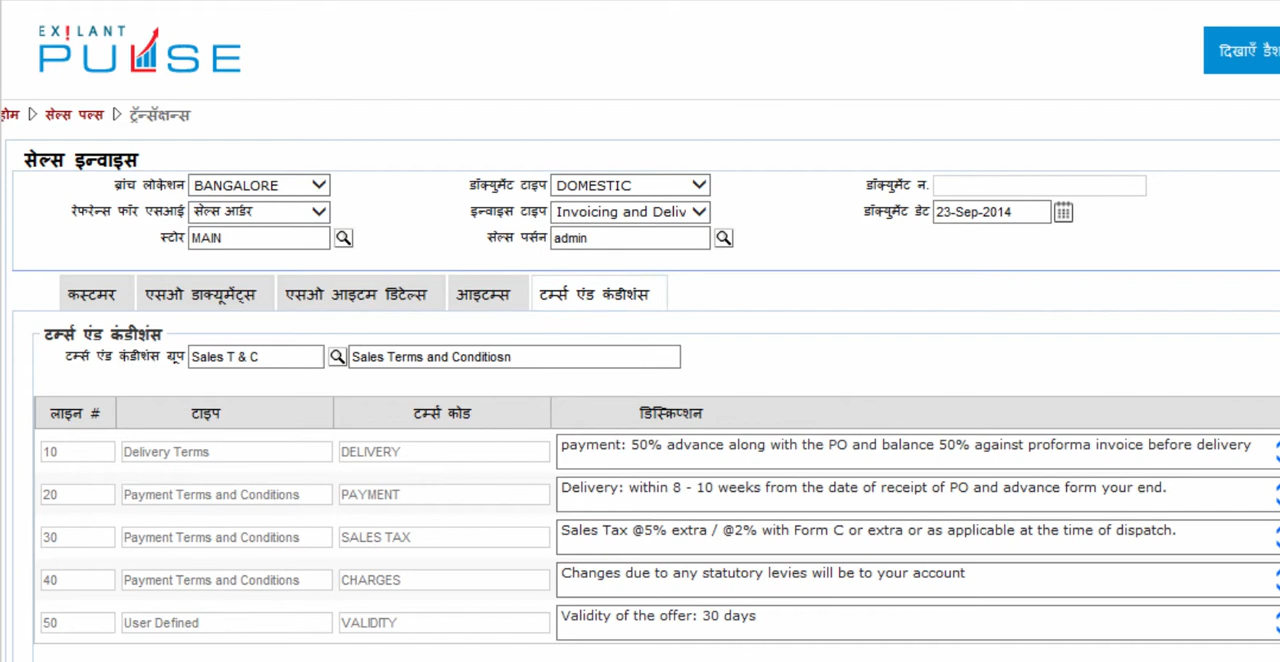 EXILANT
PULSE
दिखाएँ
होम ▷ सेल्स पल्स ▷ ट्रॅन्सॅक्षन्स
सेल्स इन्वाइस
ब्रांच लोकेशन BANGALORE डॉक्युमेंट टाइप DOMESTIC डॉक्युमेंट न.
रेफरेन्स फॉर एसआई सेल्स आर्डर इन्वाइस टाइप Invoicing and Deliv डॉक्युमेंट डेट 23-Sep-2014
स्टोर MAIN सेल्स पर्सन admin
कस्टमर एसओ डाक्यूमेंट्स एसओ आइटम डिटेल्स आइटम्स टर्म्स एंड कंडीशंस
टर्म्स एंड कंडीशंस
टर्म्स एंड कंडीशंस ग्रूप Sales T & C Sales Terms and Conditiosn
लाइन # टाइप टर्म्स कोड डिस्क्रिप्शन
10 Delivery Terms DELIVERY payment: 50% advance along with the PO and balance 50% against proforma invoice before delivery
20 Payment Terms and Conditions PAYMENT Delivery: within 8 - 10 weeks from the date of receipt of PO and advance form your end.
30 Payment Terms and Conditions SALES TAX Sales Tax @5% extra / @2% with Form C or extra or as applicable at the time of dispatch.
40 Payment Terms and Conditions CHARGES Changes due to any statutory levies will be to your account
50 User Defined VALIDITY Validity of the offer: 30 days